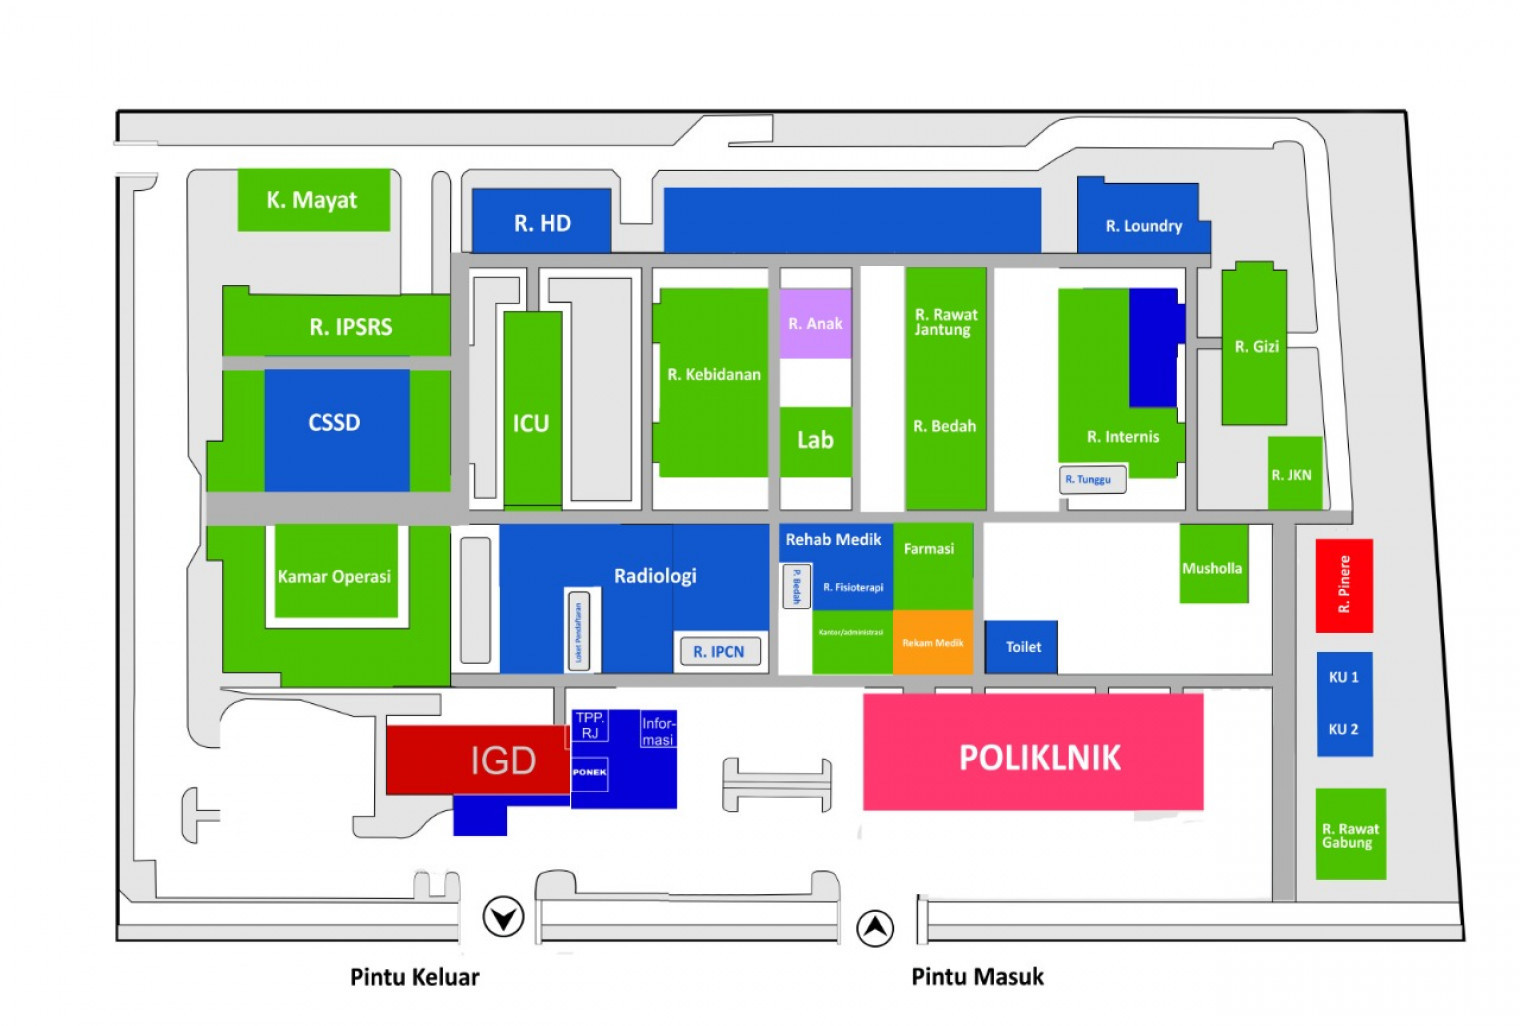 K. Mayat
R. HD
R. Loundry
R. IPSRS
R. Anak
R. Rawat
Jantung
R. Gizi
R. Kebidanan
CSSD
ICU
Lab
R. Bedah
R. Internis
R. Tunggu
R. JKN
Kamar Operasi
Radiologi
Loket Pendaftaran
R. IPCN
Rehab Medik
P. Bedah
R. Fisioterapi
Farmasi
Kantor/administrasi
Rekam Medik
Toilet
Musholla
R. Pinere
KU 1
KU 2
IGD
TPP.
RJ
Infor-
masi
PONEK
POLIKLNIK
R. Rawat
Gabung
Pintu Keluar
Pintu Masuk